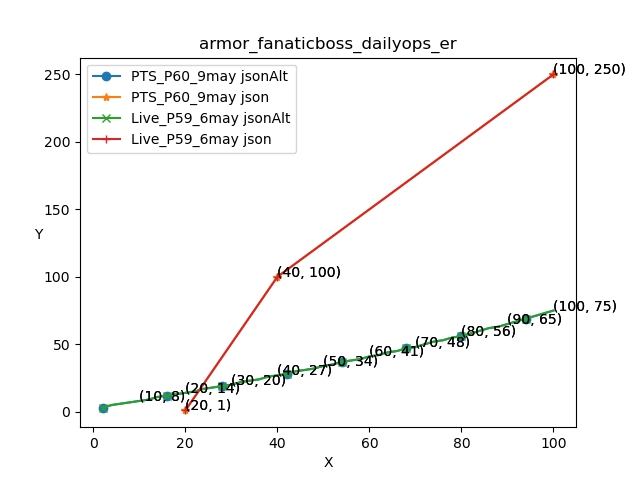 armor_fanaticboss_dailyops_er
PTS_P60_9may jsonAlt
PTS_P60_9may json
Live_P59_6may jsonAlt
Live_P59_6may json
(100, 250)
(40, 100)
(100, 75)
(90, 65)
(80, 56)
(70, 48)
(60, 41)
(50, 34)
(40, 27)
(30, 20)
(20, 14)
(10, 8)
(20, 1)
250
200
150
100
50
0
Y
0 20 40 60 80 100
X